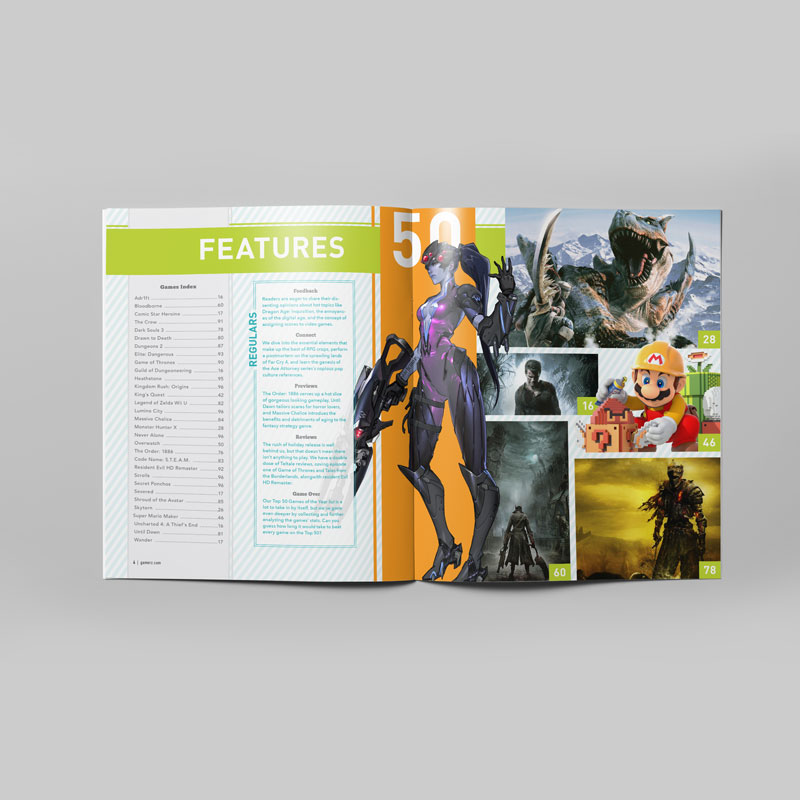 FEATURES
50
Games Index
Adr1ft 16
Bloodborne 60
Comic Star Heroine 17
The Crew 91
Dark Souls 3 78
Drawn to Death 80
Dungeons 2 87
Elite: Dangerous 93
Game of Thrones 90
Guild of Dungeoneering 16
Hearthstone 95
Kingdom Rush: Origins 96
King's Quest 42
Legend of Zelda Wii U 82
Lumino City 96
Massive Chalice 84
Monster Hunter X 28
Never Alone 96
Overwatch 50
The Order: 1886 76
Code Name: S.T.E.A.M. 83
Resident Evil HD Remaster 92
Scrolls 96
Secret Ponchos 96
Severed 17
Shroud of the Avatar 20
Skytorn 26
Super Mario Maker 46
Uncharted 4: A Thief's End 16
Until Dawn 81
Wander 17
REGULARS
Feedback
Readers are eager to share their dis-
senting opinions about hot topics like
Dragon Age: Inquisition, the annoyanc-
es of the digital age, and the concept of
assigning scores to video games.
Connect
We dive into the essential elements that
make up the best of RPG crops, perform
a postmortem on the sprawling lands
of Far Cry 4, and learn the genesis of
the Ace Attorney series's copious pop
culture references.
Previews
The Order: 1886 serves up a hot slice
of gorgeous looking gameplay, Until
Dawn tailors scares for horror lovers,
and Massive Chalice introduces the
benefits and detriments of aging to the
fantasy strategy genre.
Reviews
The rush of holiday release is well
behind us, but that doesn't mean there
isn't anything to play. We have a double
dose of Telltale reviews, seeing episode
one of Game of Thrones and Tales from
the Borderlands, alongside Resident Evil
HD Remaster.
Game Over
Our Top 50 Games of the Year list is a
lot to take in by itself, but we've gone
even deeper by collecting and further
analyzing the games' stats. Can you
guess how long it would take to beat
every game on the Top 50?
28
16
46
60
78
6 | gamerz.com